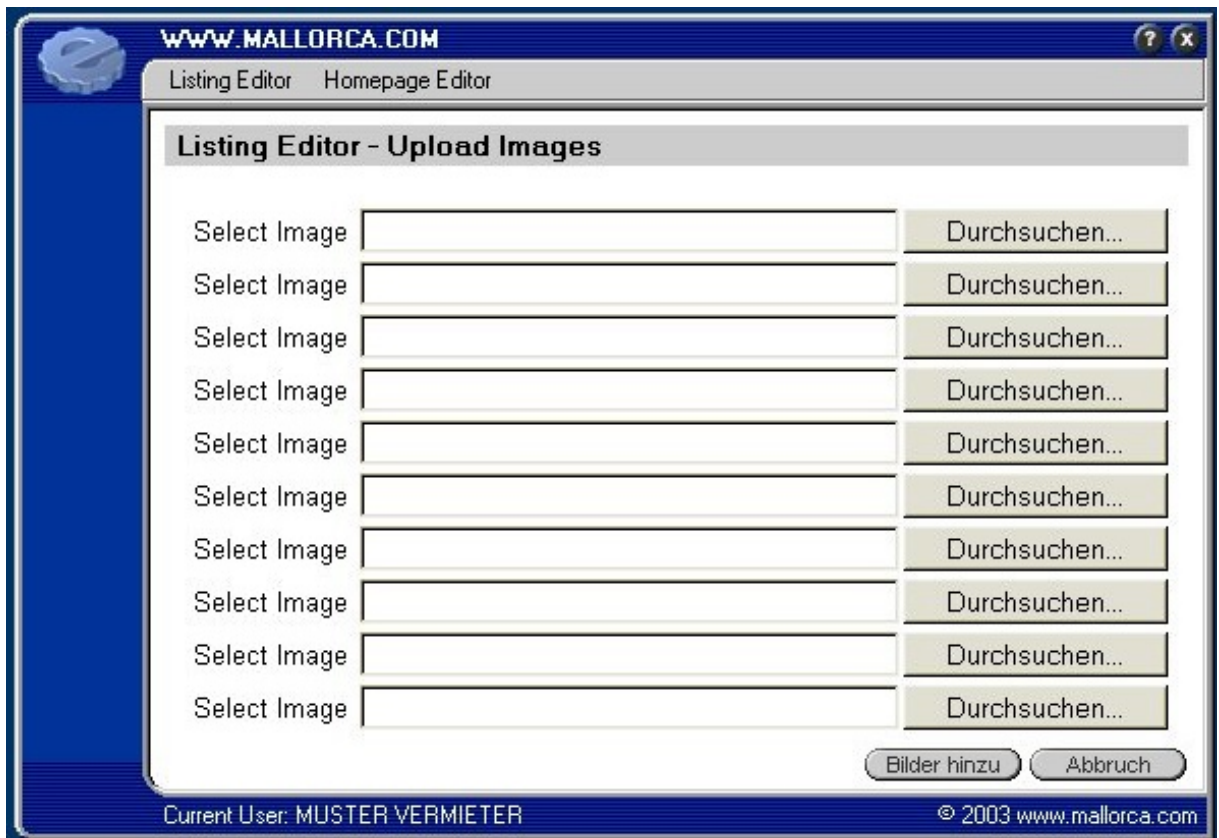 WWW.MALLORCA.COM ? X
Listing Editor Homepage Editor
Listing Editor - Upload Images
Select Image Durchsuchen...
Select Image Durchsuchen...
Select Image Durchsuchen...
Select Image Durchsuchen...
Select Image Durchsuchen...
Select Image Durchsuchen...
Select Image Durchsuchen...
Select Image Durchsuchen...
Select Image Durchsuchen...
Select Image Durchsuchen...
Bilder hinzu Abbruch
Current User: MUSTER VERMIETER © 2003 www.mallorca.com